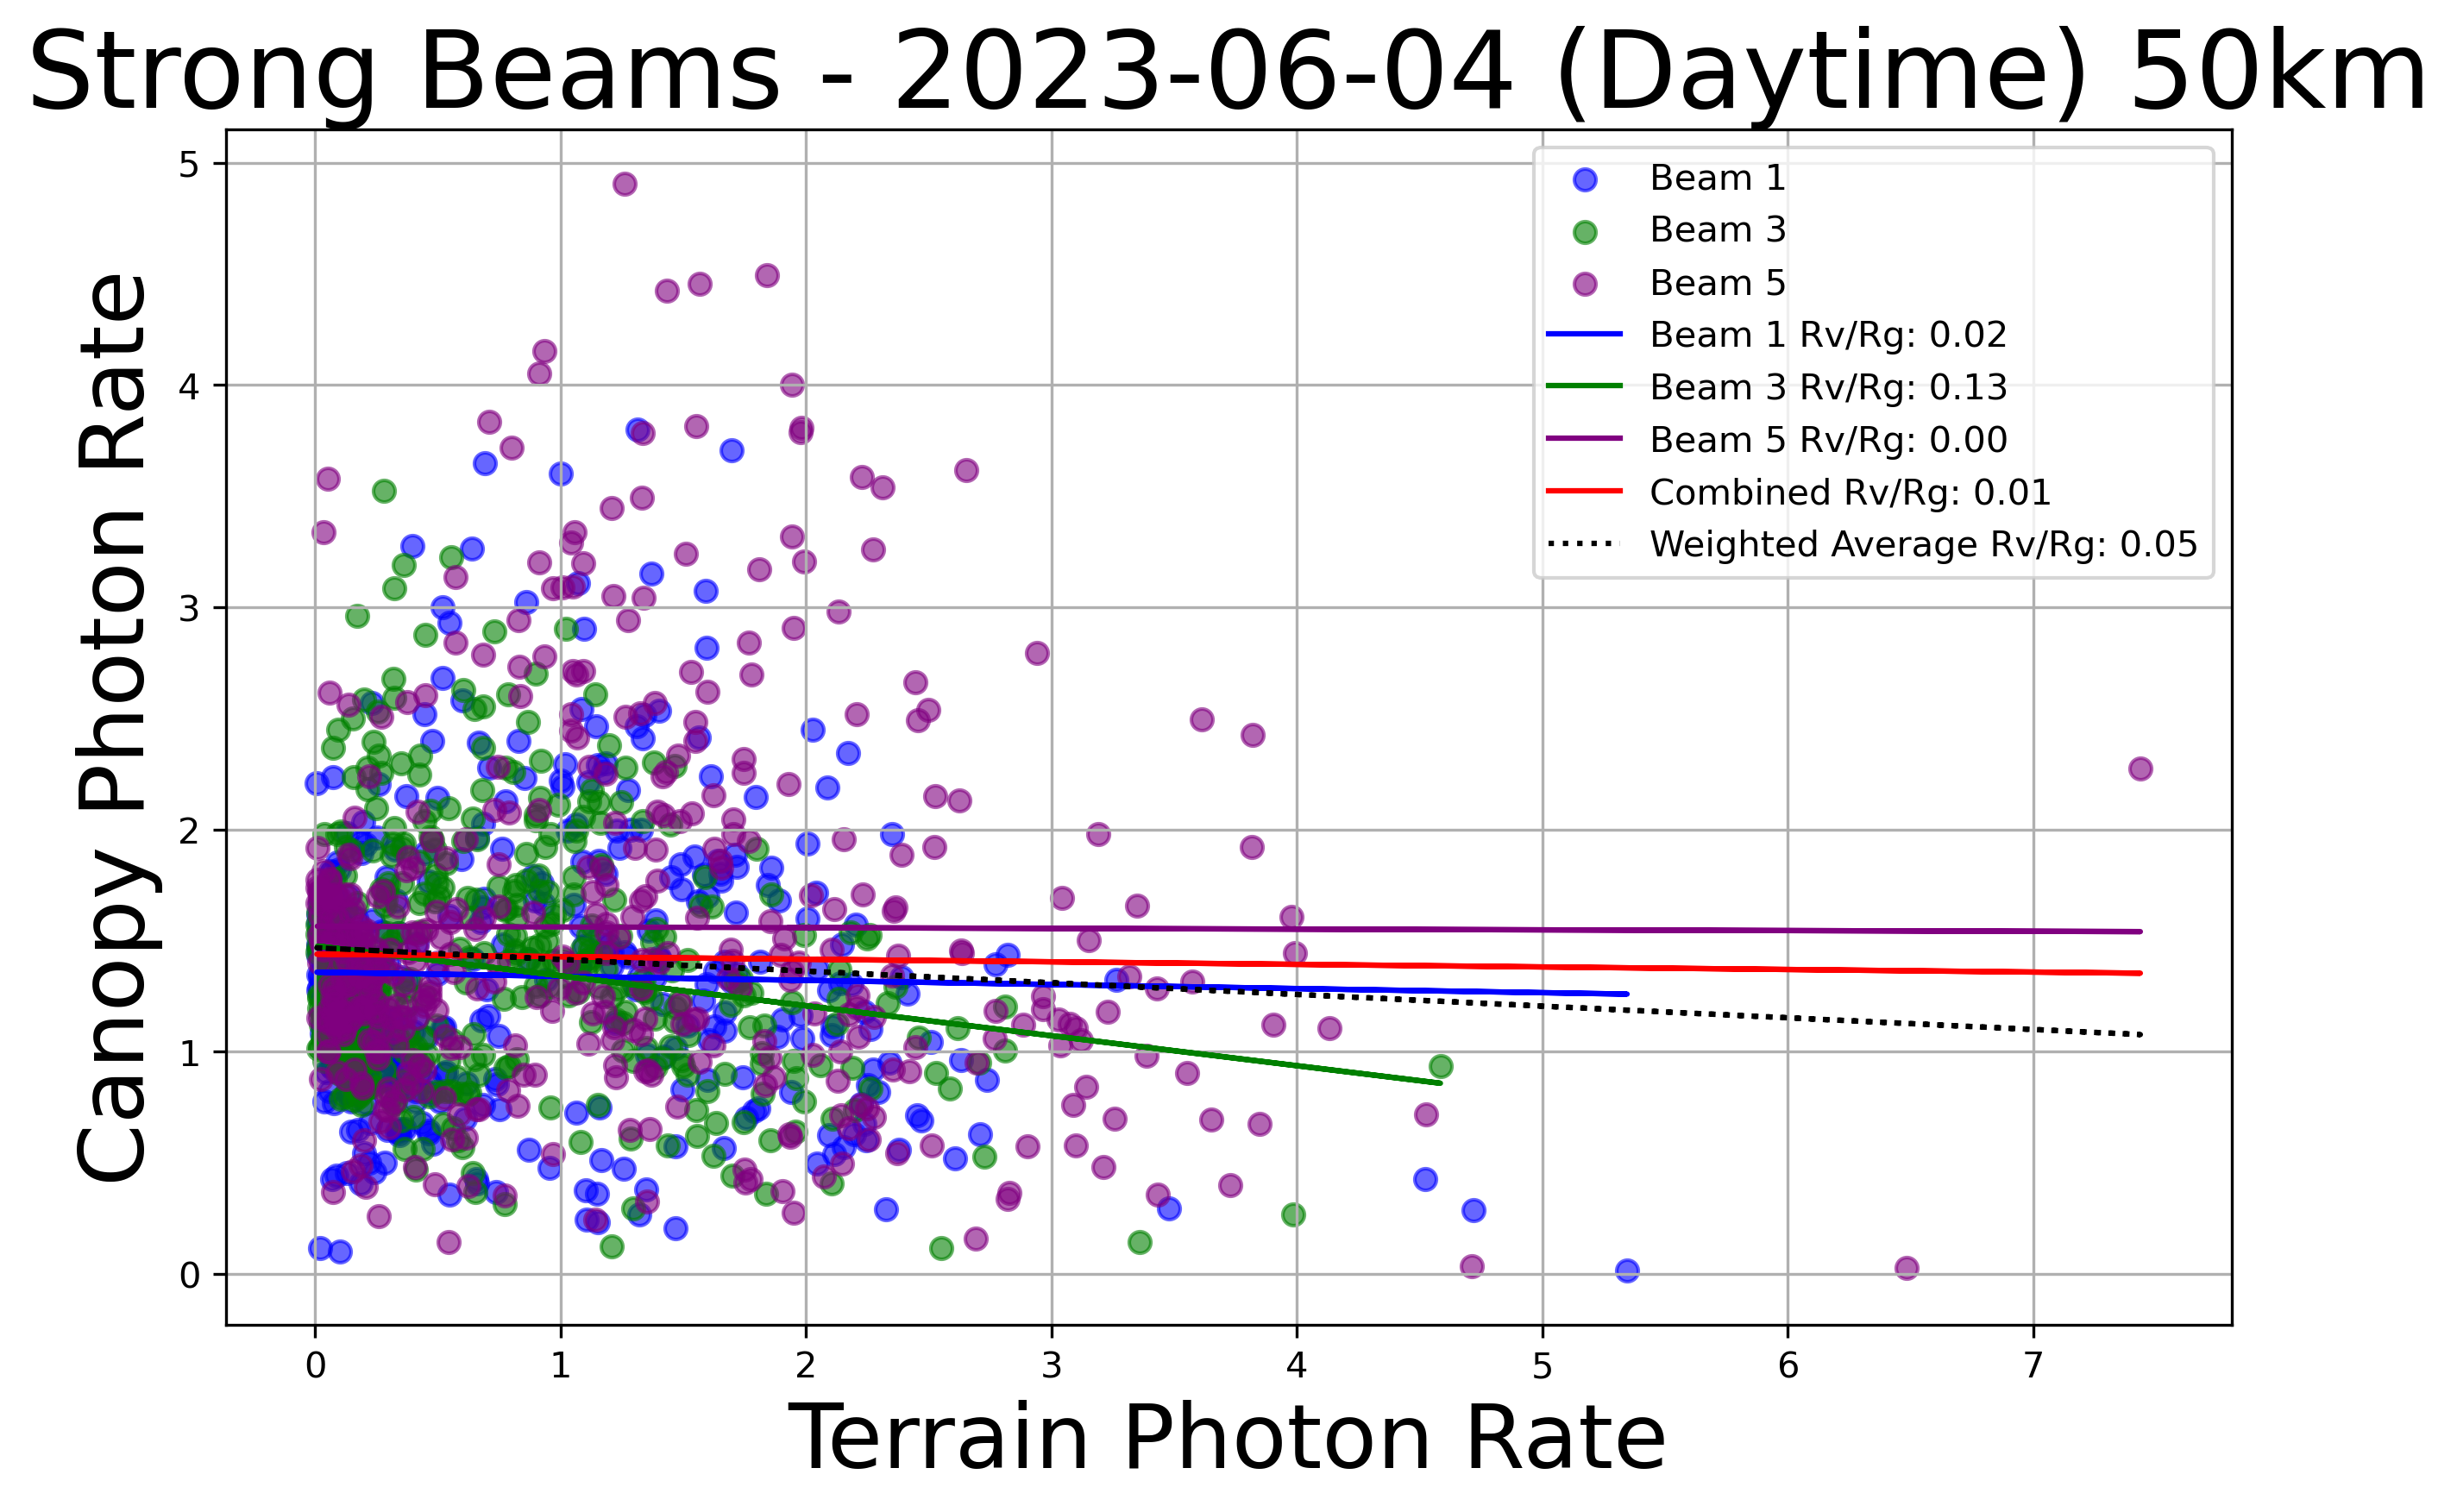 Strong Beams - 2023-06-04 (Daytime) 50km
Canopy Photon Rate
5
4
3
2
1
0
Beam 1
Beam 3
Beam 5
Beam 1 Rv/Rg: 0.02
Beam 3 Rv/Rg: 0.13
Beam 5 Rv/Rg: 0.00
Combined Rv/Rg: 0.01
Weighted Average Rv/Rg: 0.05
0 1 2 3 4 5 6 7
Terrain Photon Rate